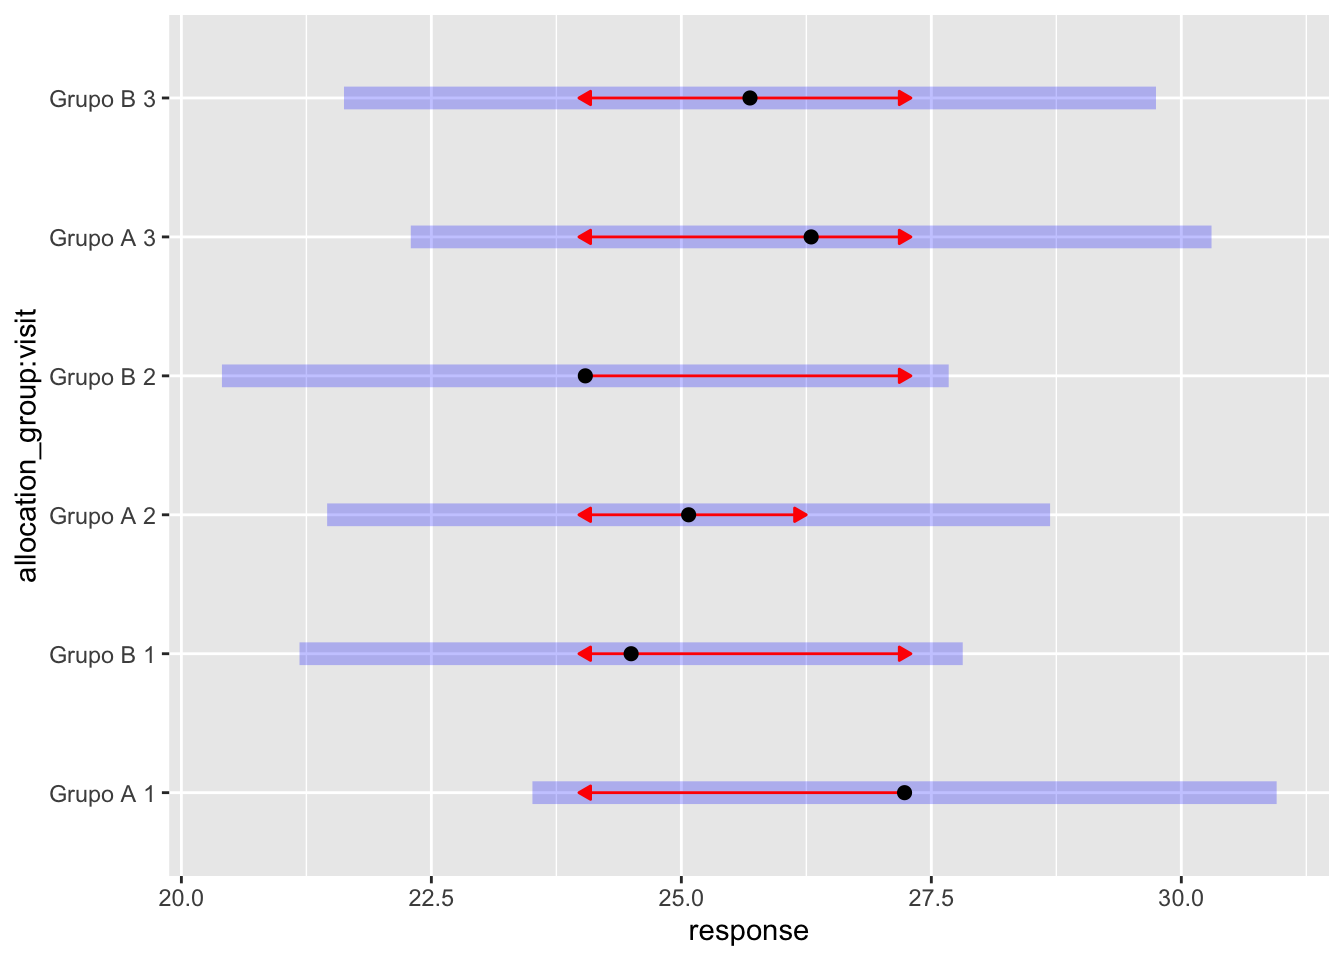 Grupo B 3
Grupo A 3
Grupo B 2
Grupo A 2
Grupo B 1
Grupo A 1
allocation_group:visit
20.0 22.5 25.0 27.5 30.0
response